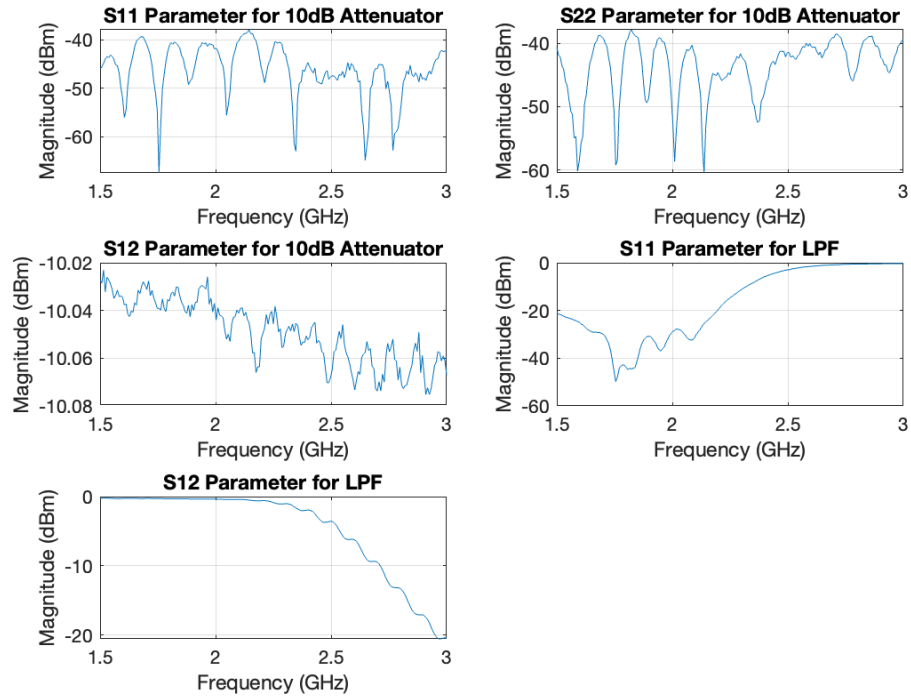 S11 Parameter for 10dB Attenuator
Magnitude (dBm)
-40
-50
-60
1.5
2
2.5
3
Frequency (GHz)
S22 Parameter for 10dB Attenuator
Magnitude (dBm)
-40
-50
-60
1.5
2
2.5
3
Frequency (GHz)
S12 Parameter for 10dB Attenuator
Magnitude (dBm)
-10.02
-10.04
-10.06
-10.08
1.5
2
2.5
3
Frequency (GHz)
S11 Parameter for LPF
Magnitude (dBm)
0
-20
-40
-60
1.5
2
2.5
3
Frequency (GHz)
S12 Parameter for LPF
Magnitude (dBm)
0
-10
-20
1.5
2
2.5
3
Frequency (GHz)